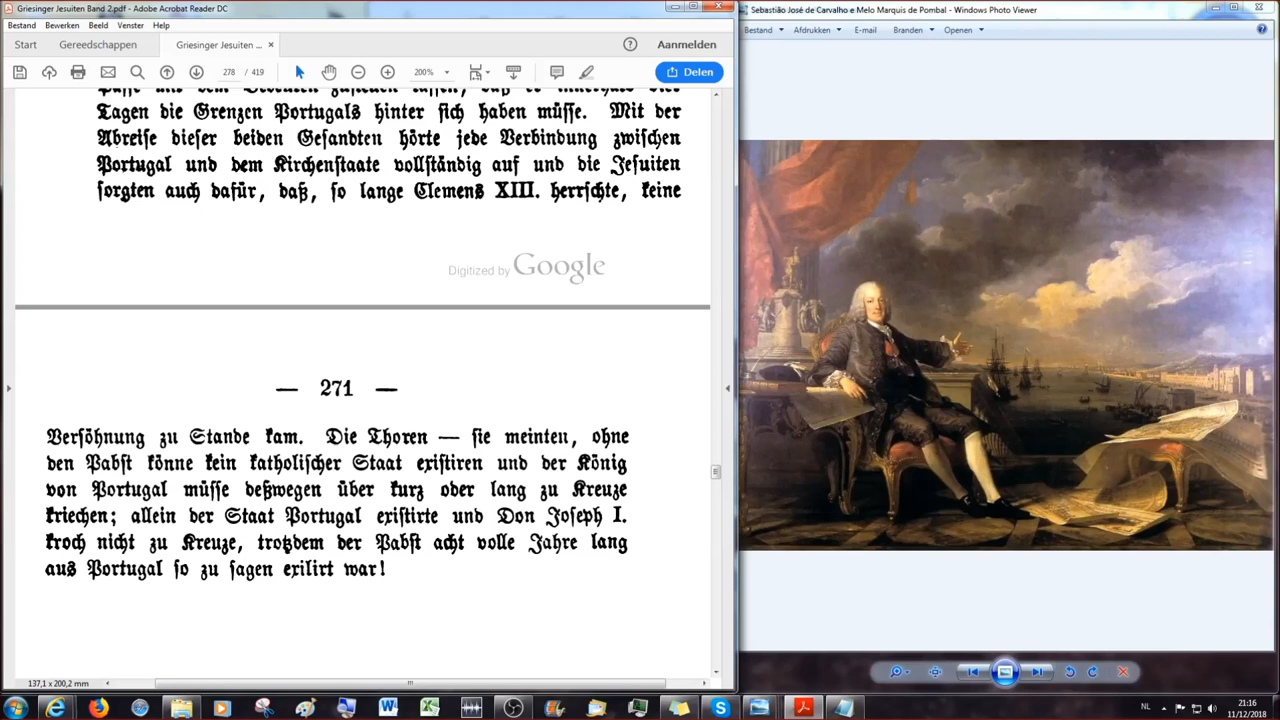 Griesinger Jesuiten Band 2.pdf - Adobe Acrobat Reader DC
Bestand Bewerken Beeld Venster Help
Start Gereedschappen Griesinger Jesuiten ... × Aanmelden
278 / 419 200% Delen
Tagen die Grenzen Portugals hinter sich haben müsse. Mit der
Abreise dieser beiden Gesandten hörte jede Verbindung zwischen
Portugal und dem Kirchenstaate vollständig auf und die Jesuiten
sorgten auch dafür, daß, so lange Clemens XIII. herrschte, keine
Digitized by Google
— 271 —
Versöhnung zu Stande kam. Die Thoren — sie meinten, ohne
den Pabst könne kein katholischer Staat existiren und der König
von Portugal müsse deßwegen über kurz oder lang zu Kreuze
kriechen; allein der Staat Portugal existirte und Don Joseph I.
kroch nicht zu Kreuze, trotzdem der Pabst acht volle Jahre lang
aus Portugal so zu sagen exilirt war!
137,1 x 200,2 mm
Sebastião José de Carvalho e Melo Marquis de Pombal - Windows Photo Viewer
Bestand Afdrukken E-mail Branden Openen
NL 21:16
11/12/2018